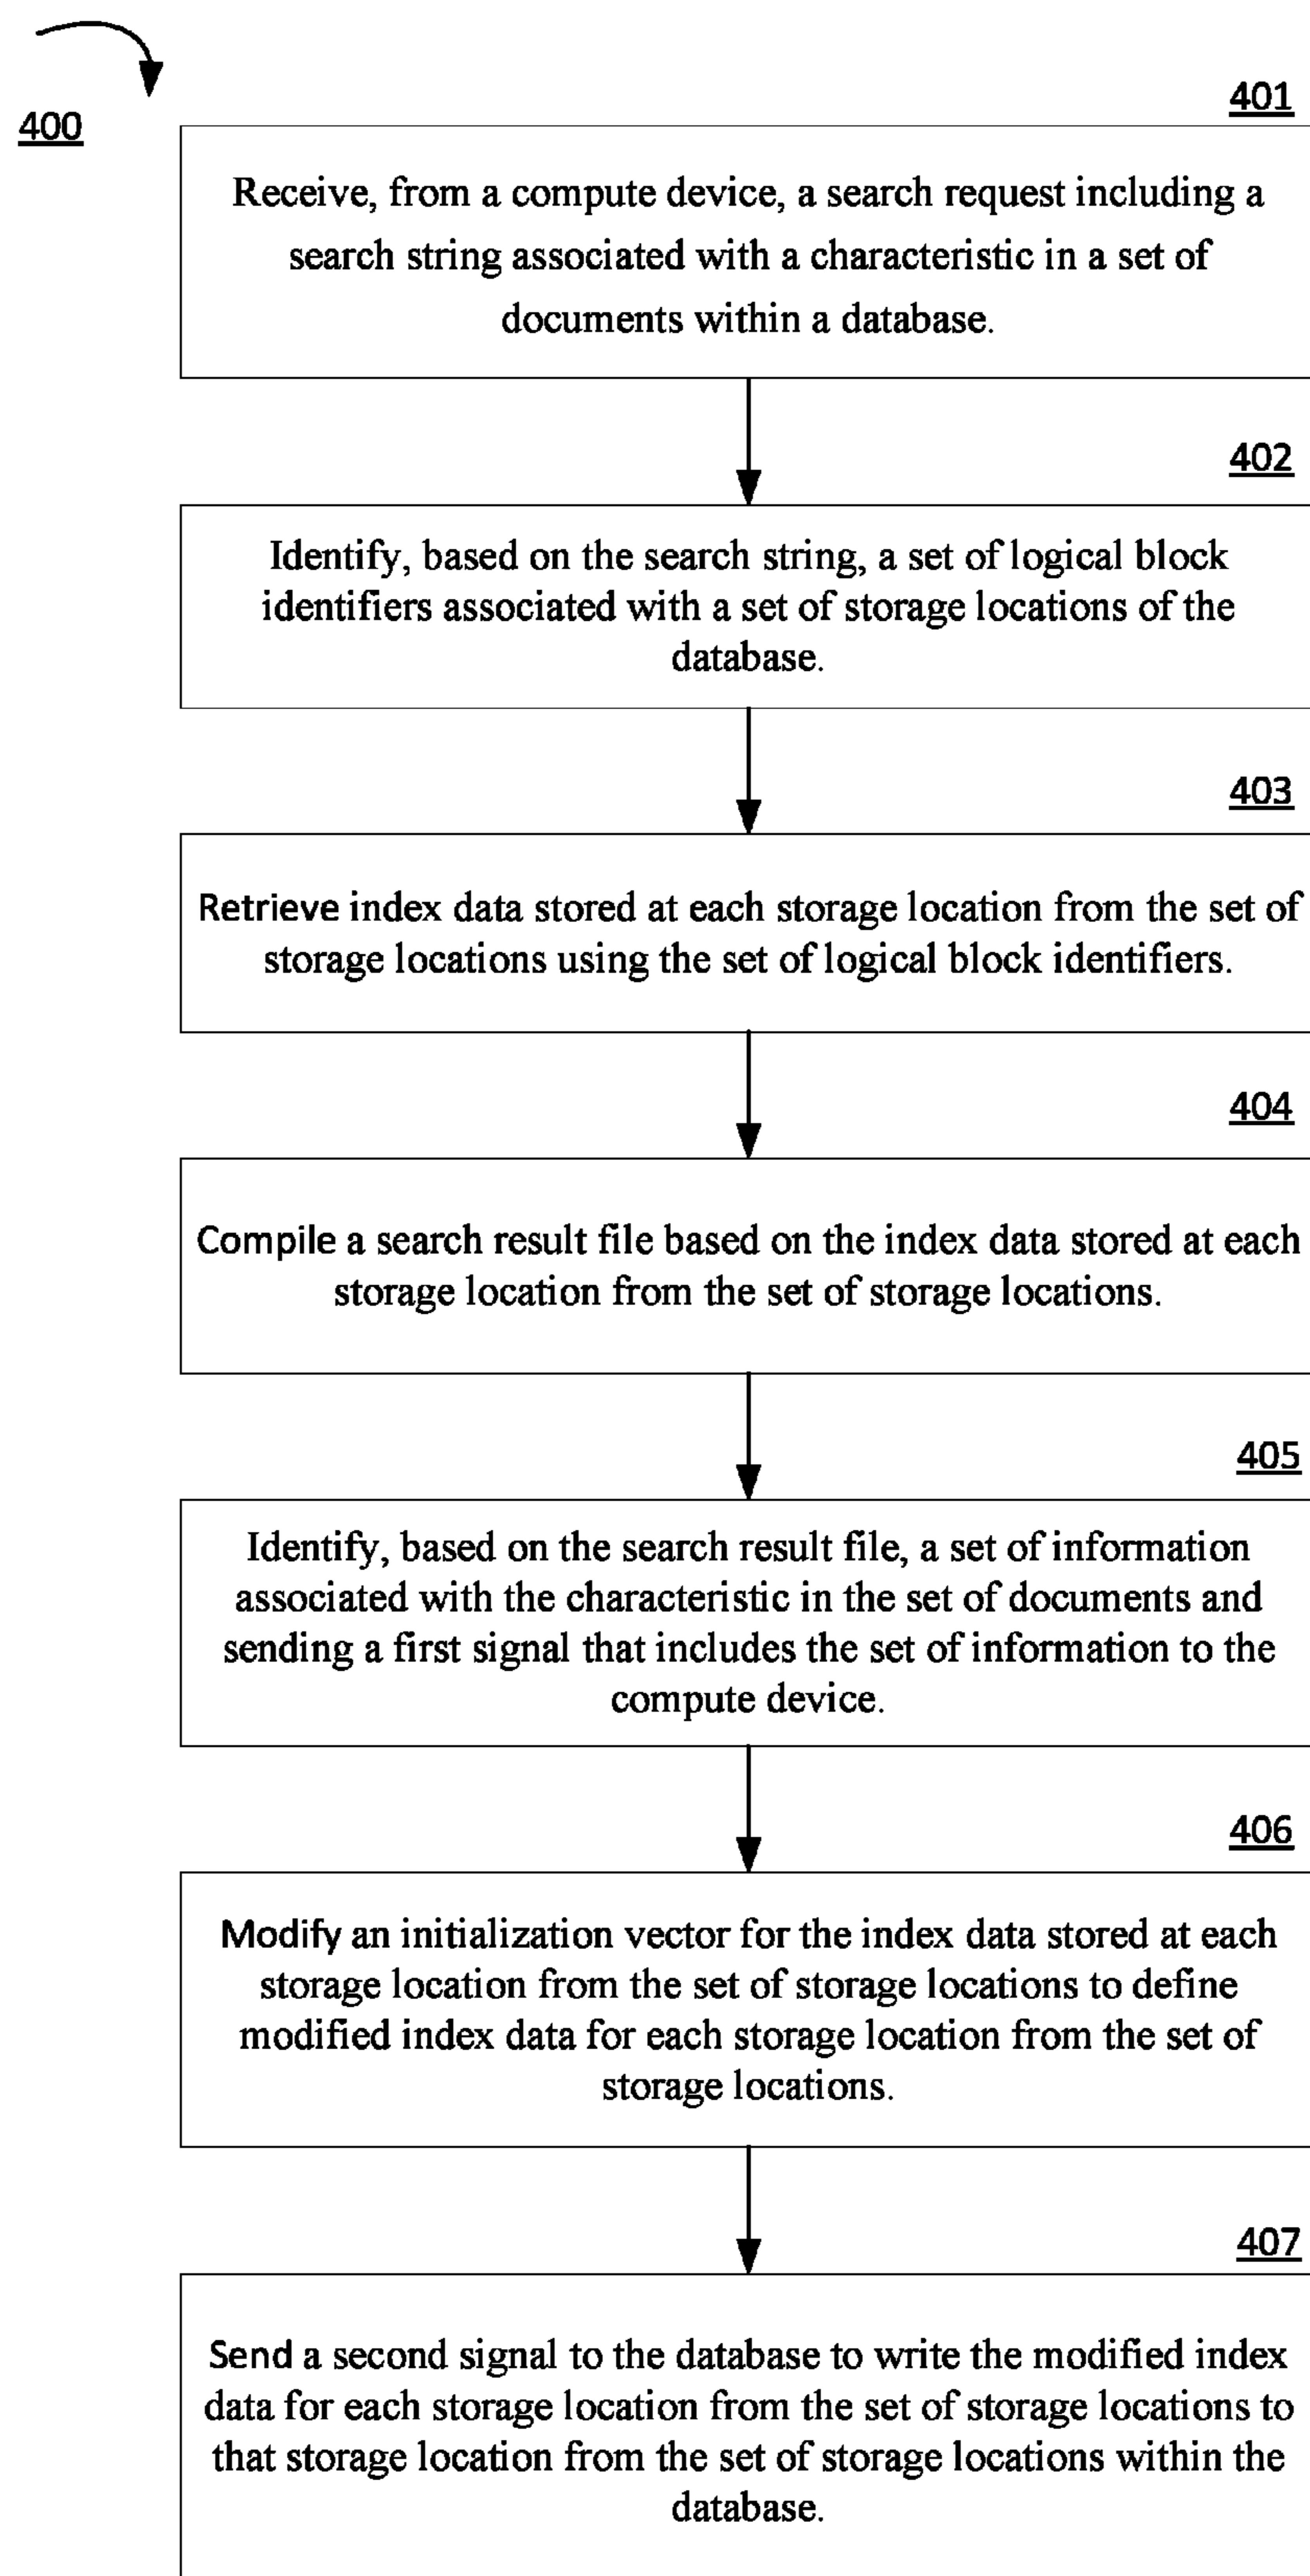 400
401
Receive, from a compute device, a search request including a
search string associated with a characteristic in a set of
documents within a database.
402
Identify, based on the search string, a set of logical block
identifiers associated with a set of storage locations of the
database.
403
Retrieve index data stored at each storage location from the set of
storage locations using the set of logical block identifiers.
404
Compile a search result file based on the index data stored at each
storage location from the set of storage locations.
405
Identify, based on the search result file, a set of information
associated with the characteristic in the set of documents and
sending a first signal that includes the set of information to the
compute device.
406
Modify an initialization vector for the index data stored at each
storage location from the set of storage locations to define
modified index data for each storage location from the set of
storage locations.
407
Send a second signal to the database to write the modified index
data for each storage location from the set of storage locations to
that storage location from the set of storage locations within the
database.